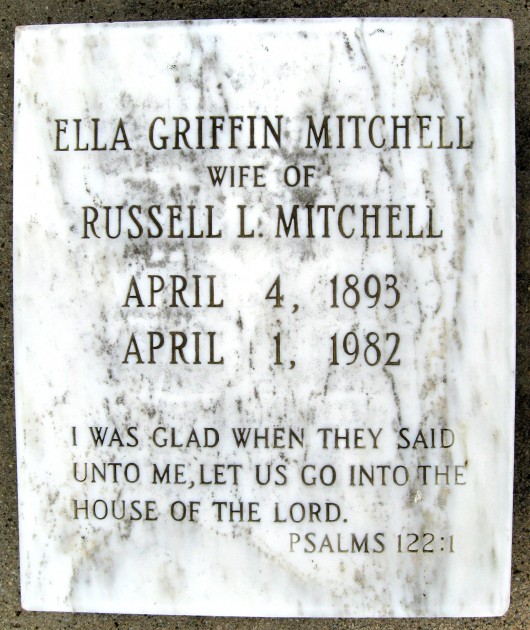 ELLA GRIFFIN MITCHELL
WIFE OF
RUSSELL L. MITCHELL
APRIL 4, 1893
APRIL 1, 1982
I WAS GLAD WHEN THEY SAID
UNTO ME, LET US GO INTO THE
HOUSE OF THE LORD.
PSALMS 122:1